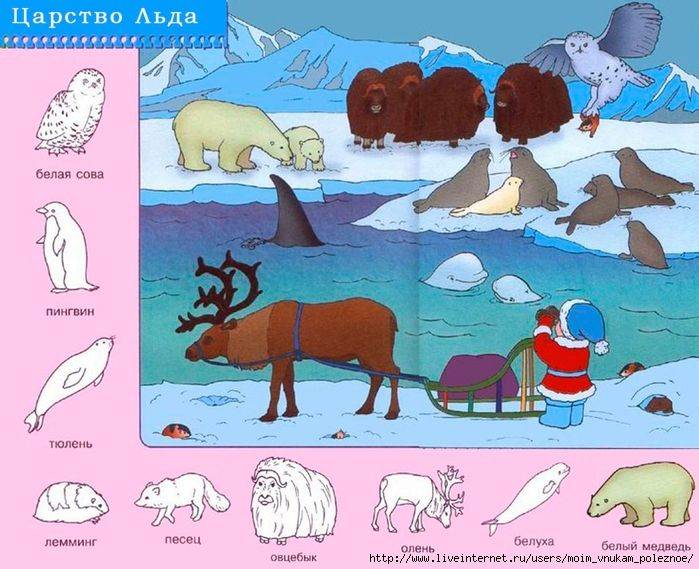 Царство Льда
белая сова
пингвин
тюлень
лемминг
песец
овцебык
олень
белуха
белый медведь
http://www.liveinternet.ru/users/moim_vnukam_poleznoe/